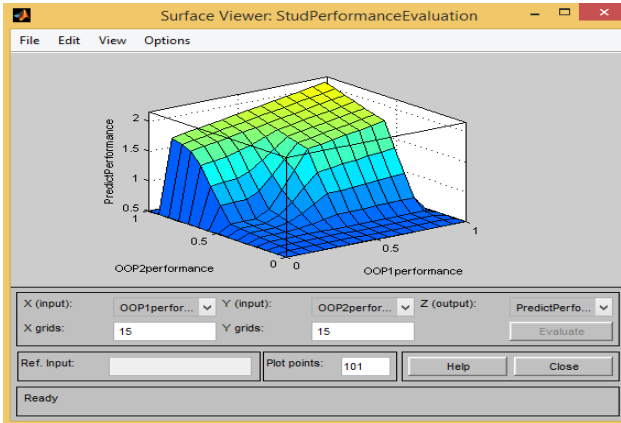 Surface Viewer: StudPerformanceEvaluation
File Edit View Options
PredictPerformance
2
1.5
1
0.5
1
0.5
0
OOP2performance
0
0.5
1
OOP1performance
X (input): OOP1perfor... Y (input): OOP2perfor... Z (output): PredictPerfo...
X grids: 15 Y grids: 15 Evaluate
Ref. Input: Plot points: 101 Help Close
Ready